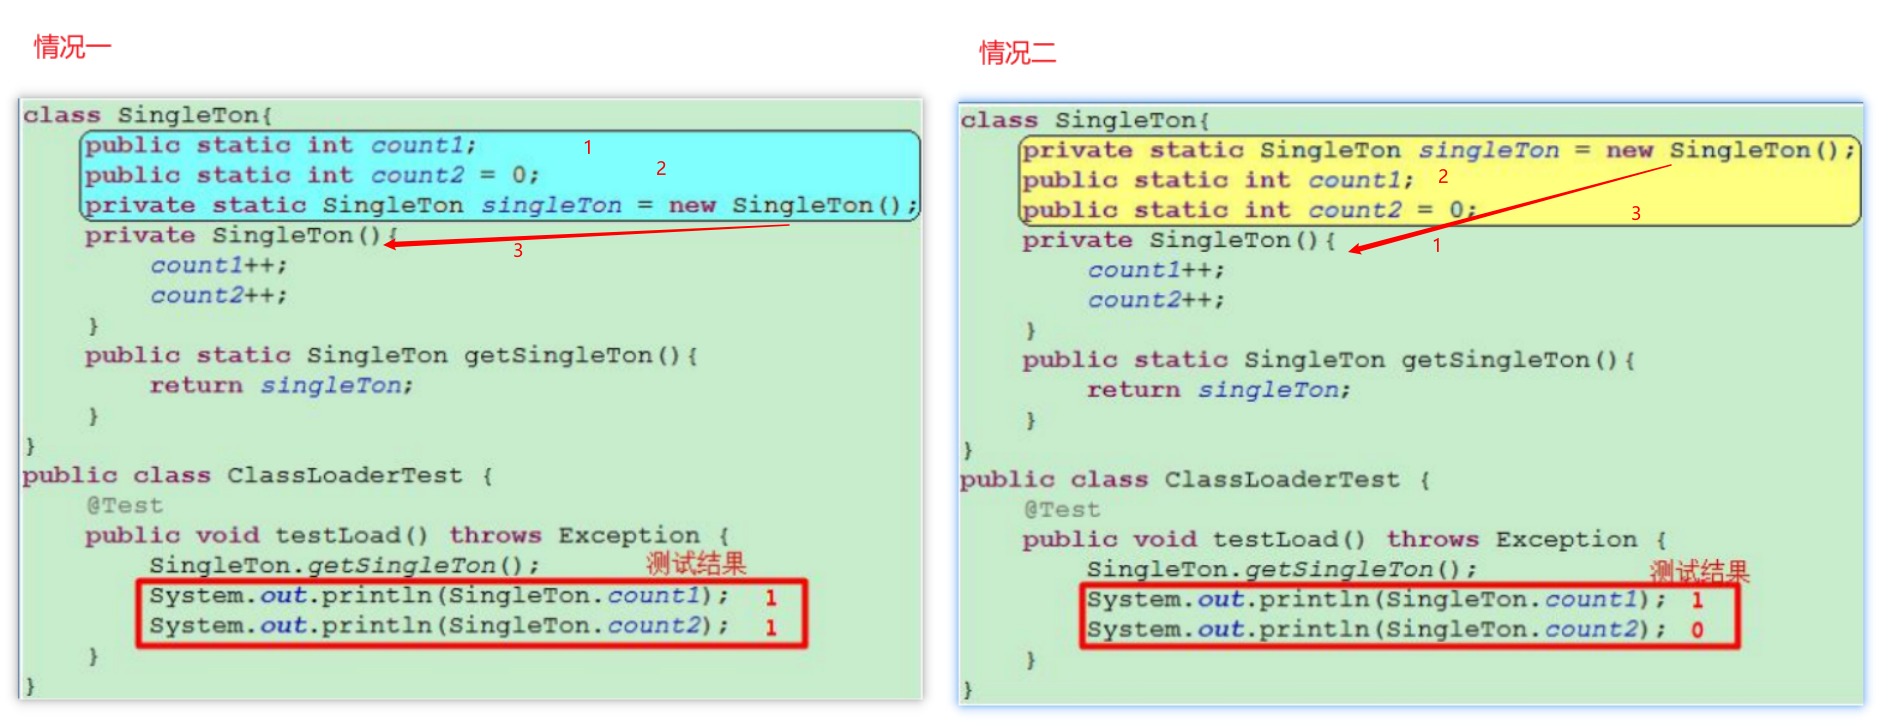 情况一
class SingleTon{
public static int count1; 1
public static int count2 = 0; 2
private static SingleTon singleTon = new SingleTon();
private SingleTon(){ 3
count1++;
count2++;
}
public static SingleTon getSingleTon(){
return singleTon;
}
}
public class ClassLoaderTest {
@Test
public void testLoad() throws Exception {
SingleTon.getSingleTon(); 测试结果
System.out.println(SingleTon.count1); 1
System.out.println(SingleTon.count2); 1
}
}
情况二
class SingleTon{
private static SingleTon singleTon = new SingleTon();
public static int count1; 2
public static int count2 = 0; 3
private SingleTon(){ 1
count1++;
count2++;
}
public static SingleTon getSingleTon(){
return singleTon;
}
}
public class ClassLoaderTest {
@Test
public void testLoad() throws Exception {
SingleTon.getSingleTon(); 测试结果
System.out.println(SingleTon.count1); 1
System.out.println(SingleTon.count2); 0
}
}